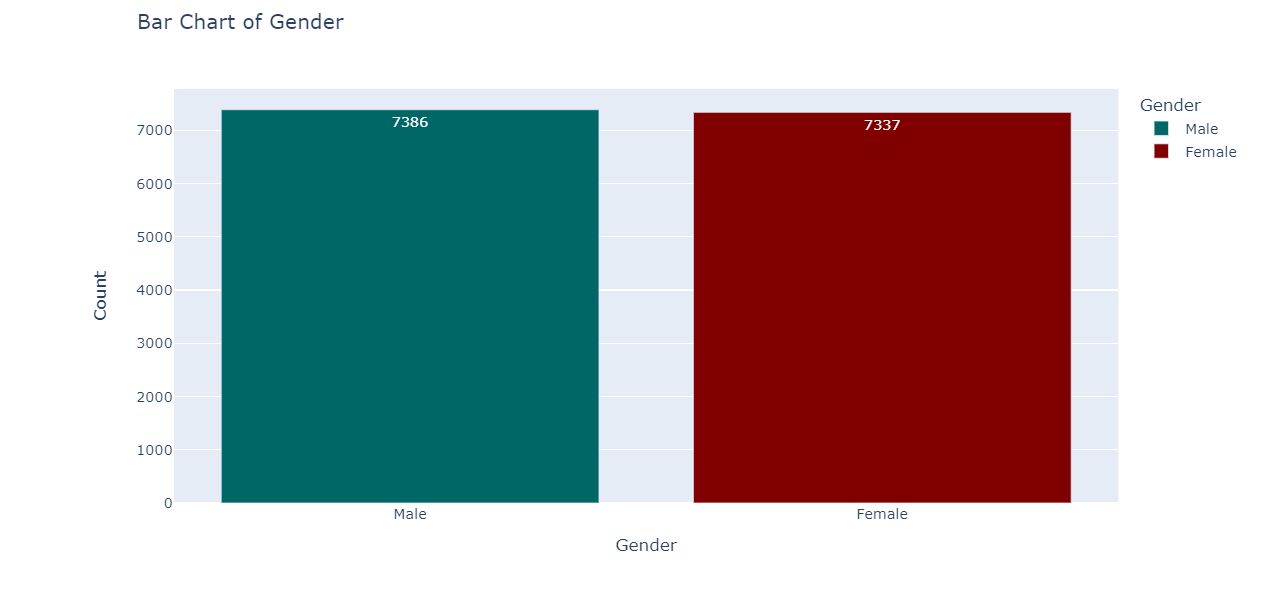 Bar Chart of Gender
7000
6000
5000
4000
3000
2000
1000
0
Count
7386
7337
Male
Female
Gender
Gender
Male
Female